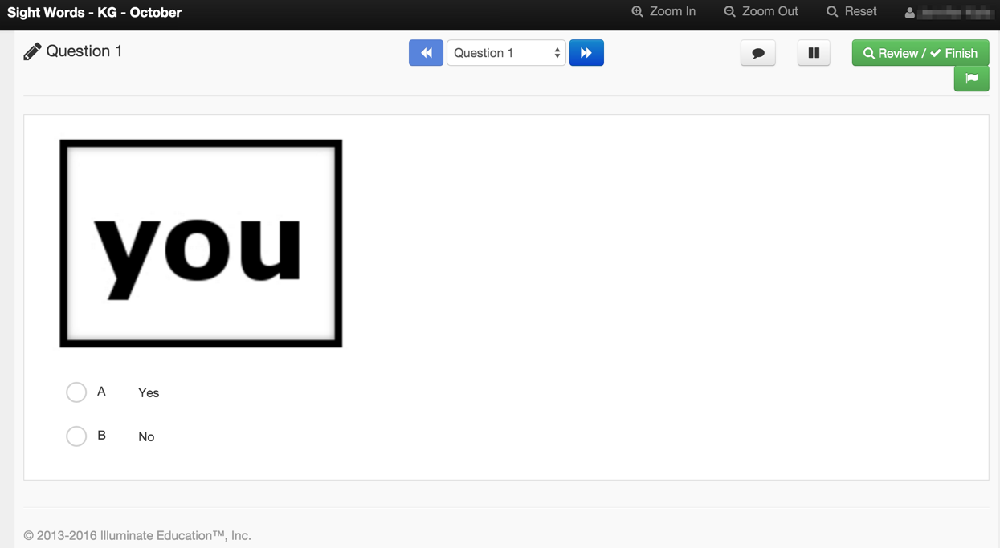 Sight Words - KG - October
Zoom In
Zoom Out
Reset
Question 1
Question 1
Review / Finish
you
A Yes
B No
© 2013-2016 Illuminate Education™, Inc.